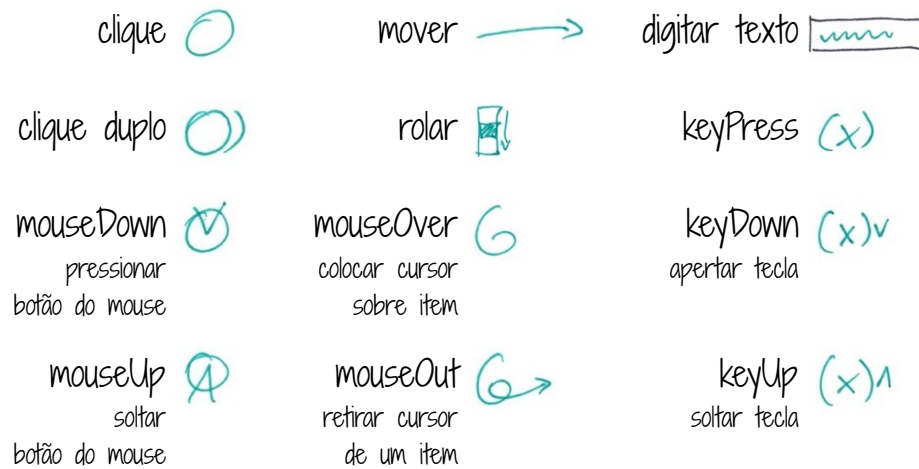 clique
mover
digitar texto
clique duplo
rolar
keyPress (x)
mouseDown
pressionar
botão do mouse
mouseOver
colocar cursor
sobre item
keyDown (x)v
apertar tecla
mouseUp
soltar
botão do mouse
mouseOut
retirar cursor
de um item
keyUp (x)^
soltar tecla